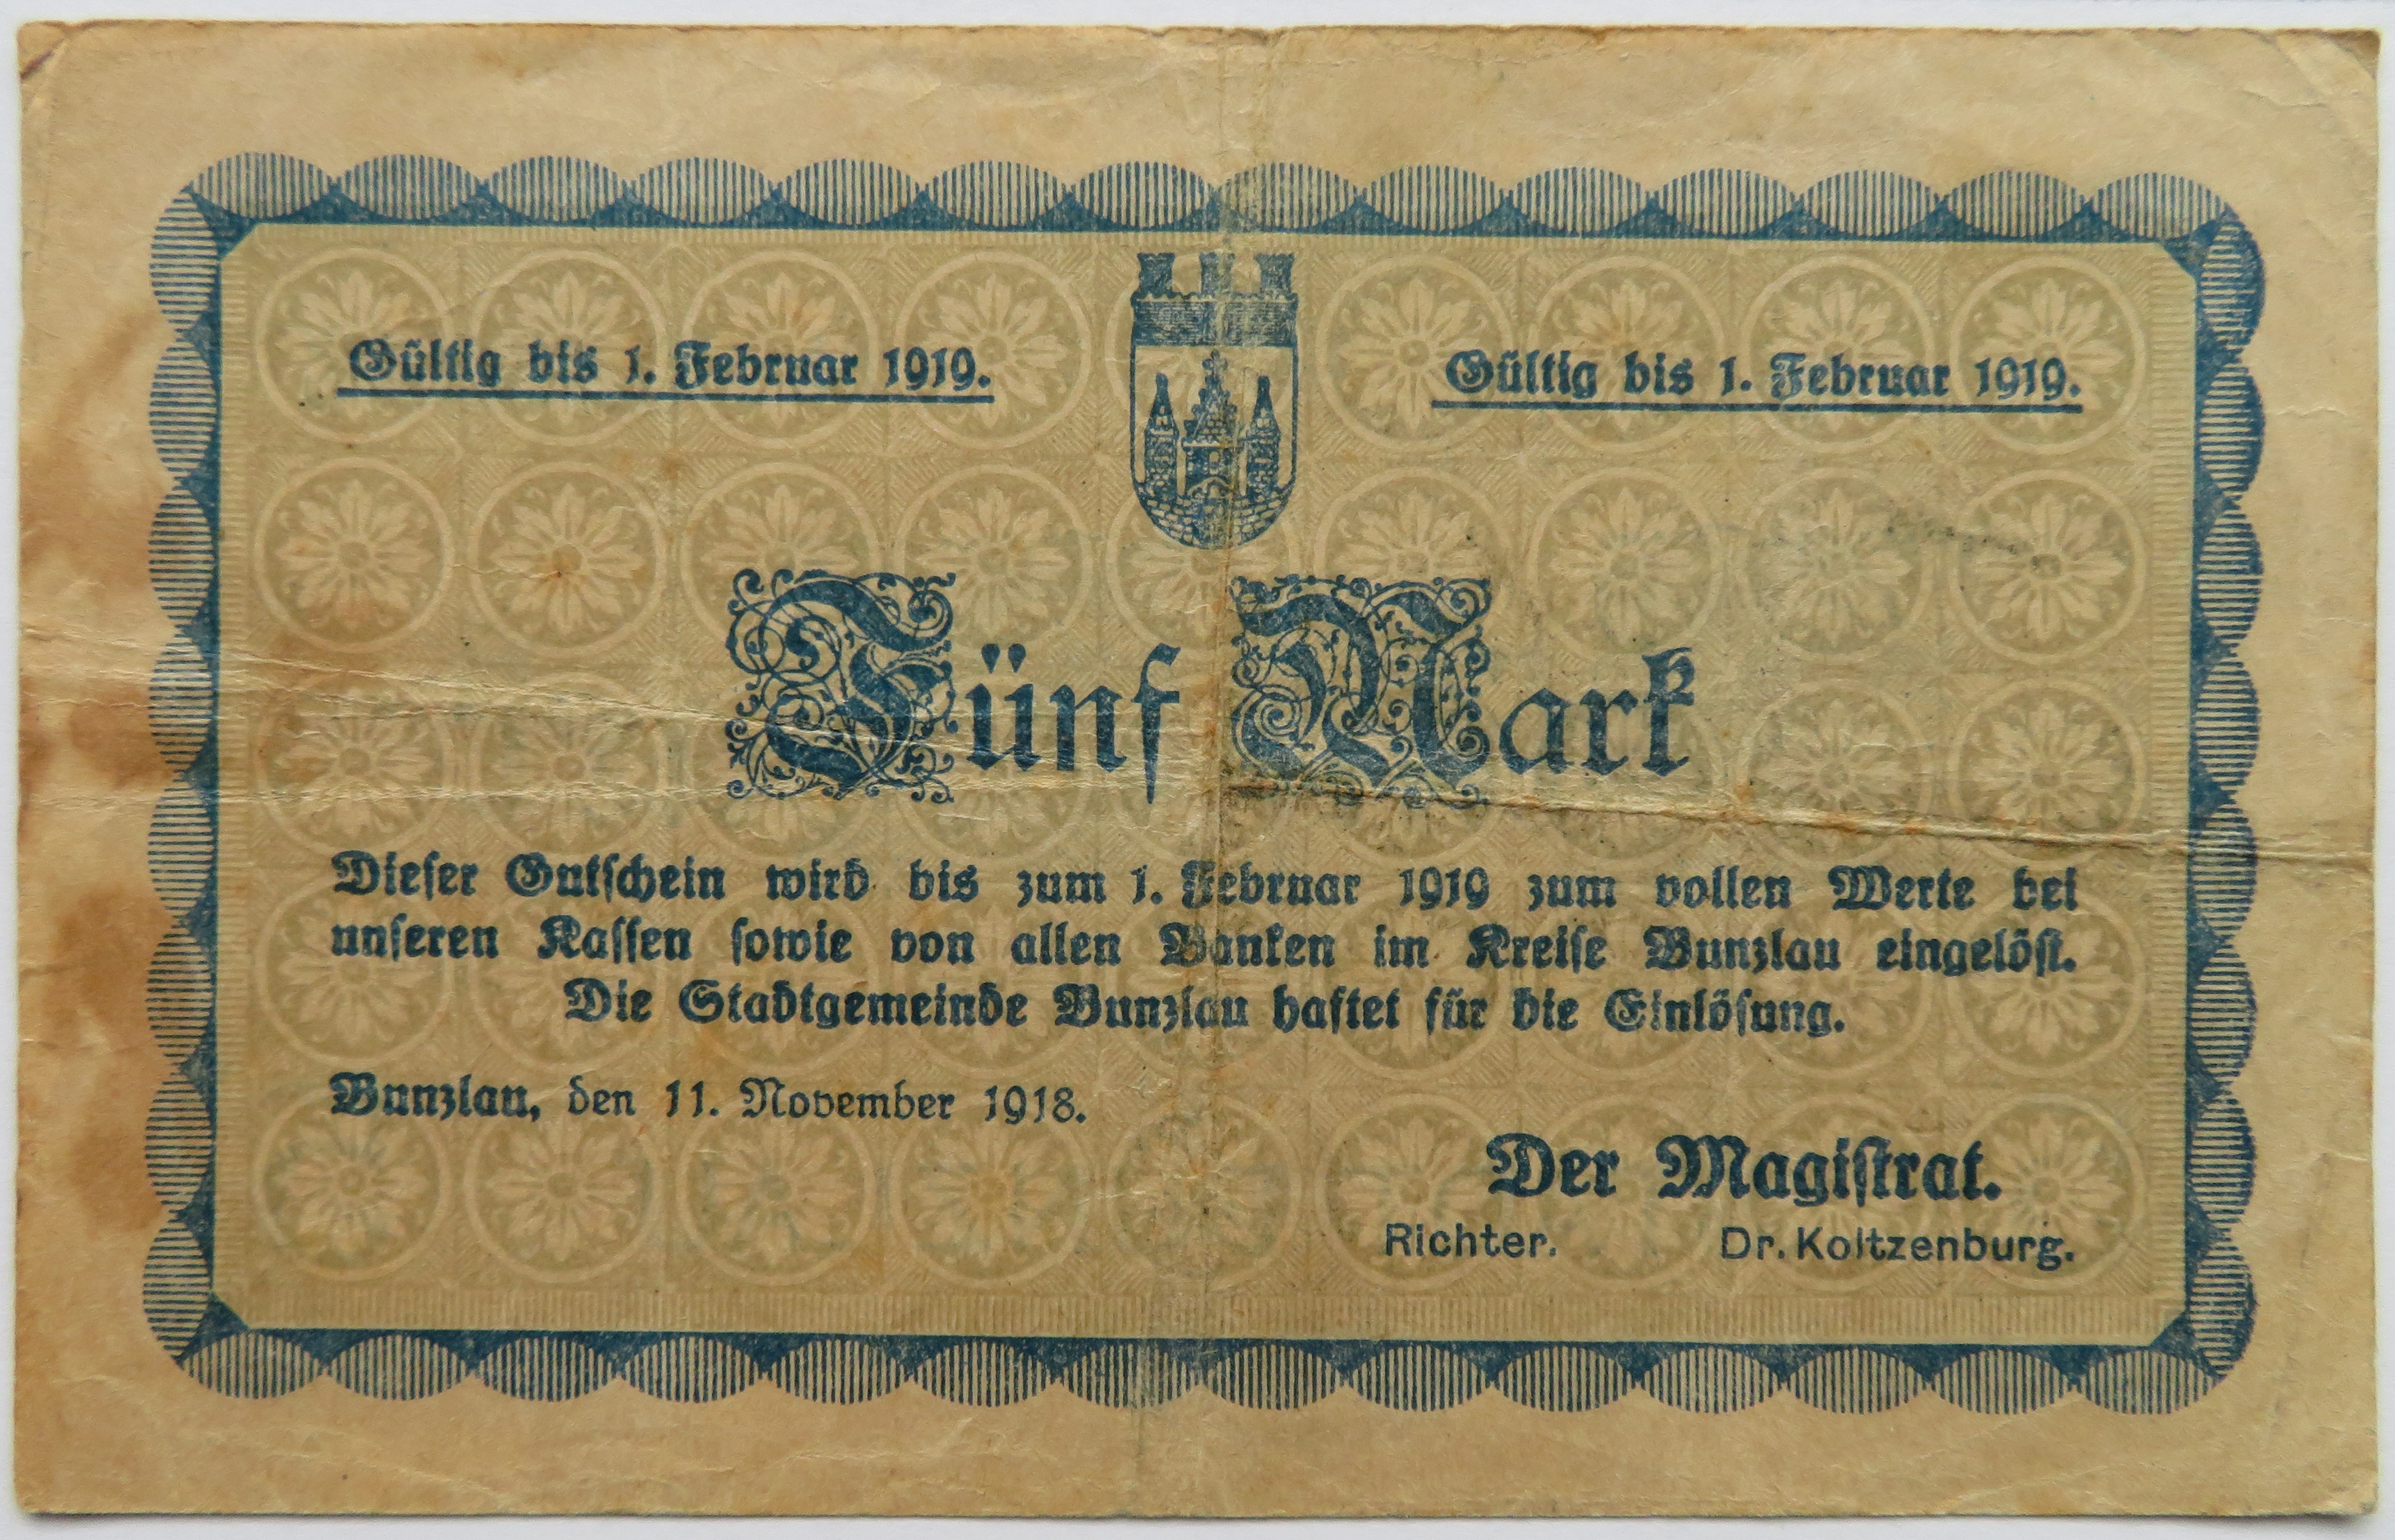 Gültig bis 1. Februar 1919.
Gültig bis 1. Februar 1919.
Fünf Mark
Dieser Gutschein wird bis zum 1. Februar 1919 zum vollen Werte bei
unseren Kassen sowie von allen Banken im Kreise Bunzlau eingelöst.
Die Stadtgemeinde Bunzlau haftet für die Einlösung.
Bunzlau, den 11. November 1918.
Der Magistrat.
Richter. Dr. Koltzenburg.